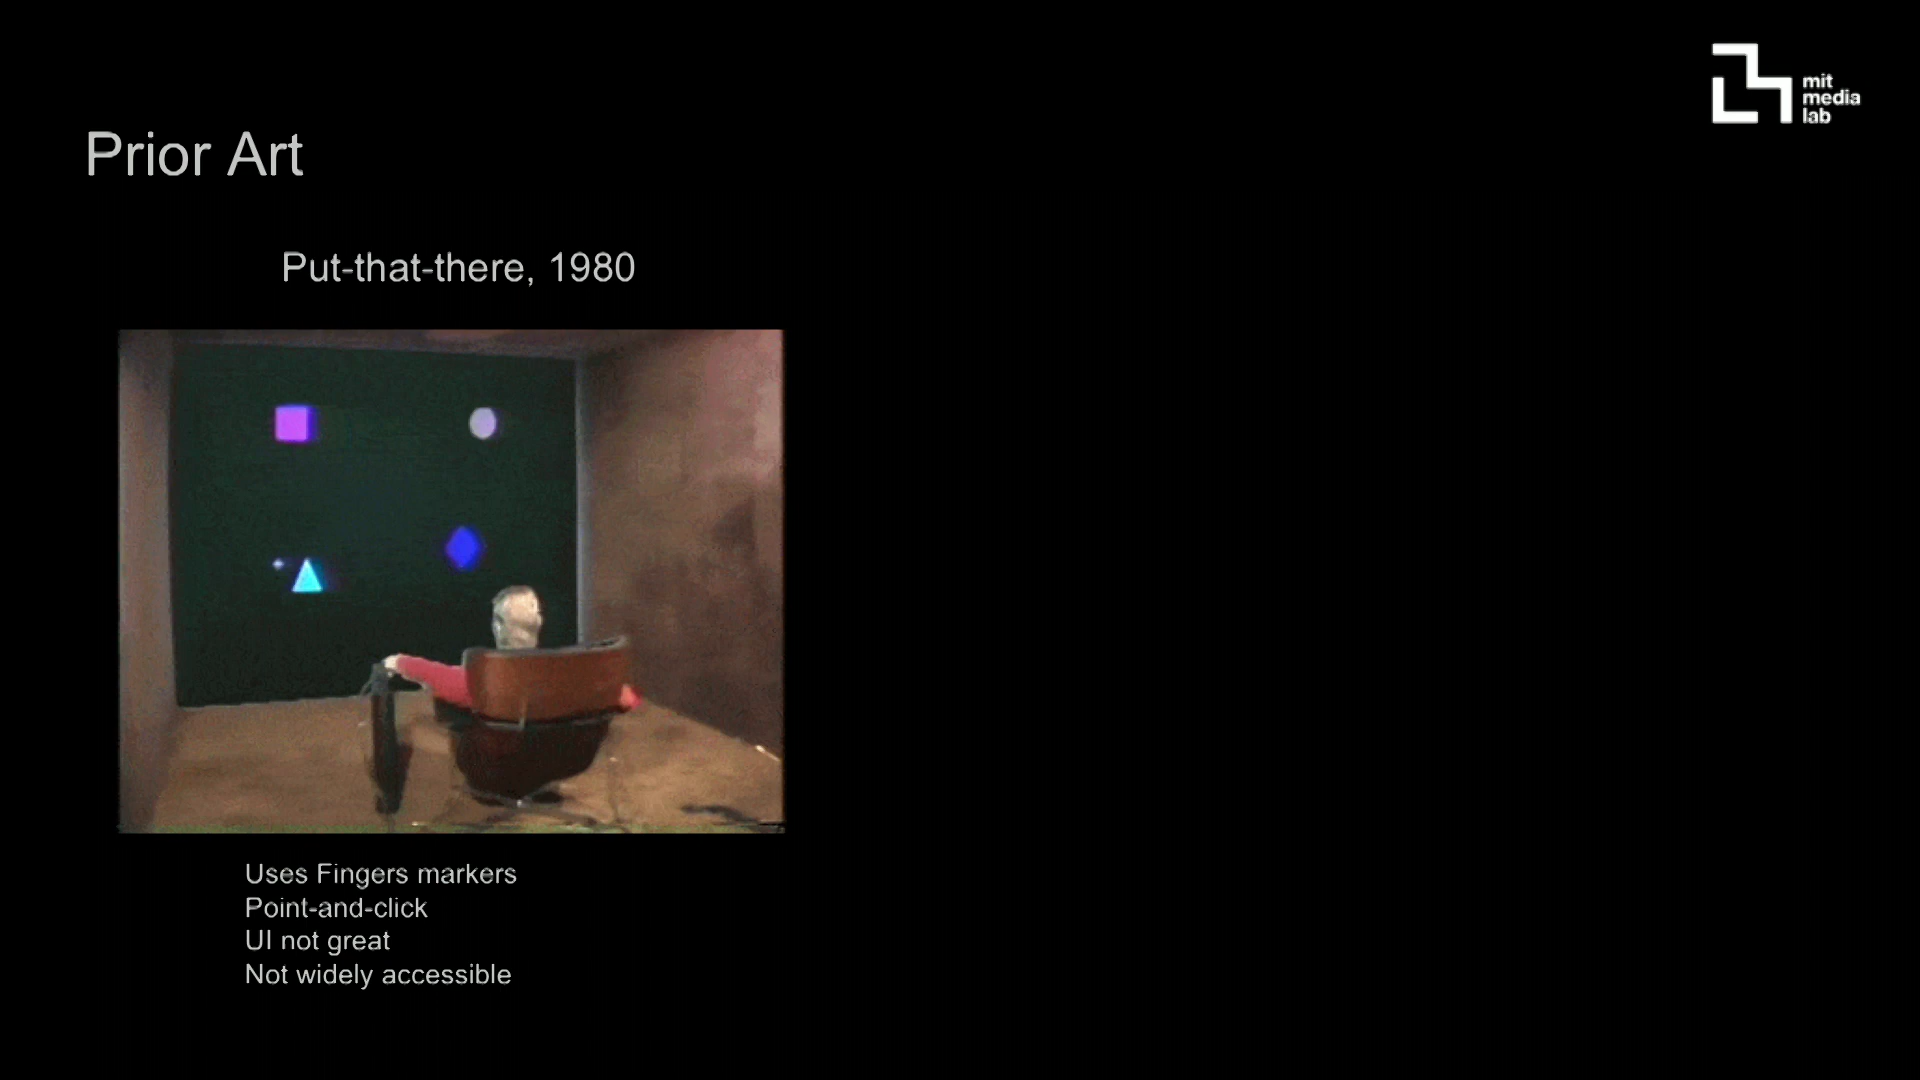 mit
media
lab
Prior Art
Put-that-there, 1980
Uses Fingers markers
Point-and-click
UI not great
Not widely accessible